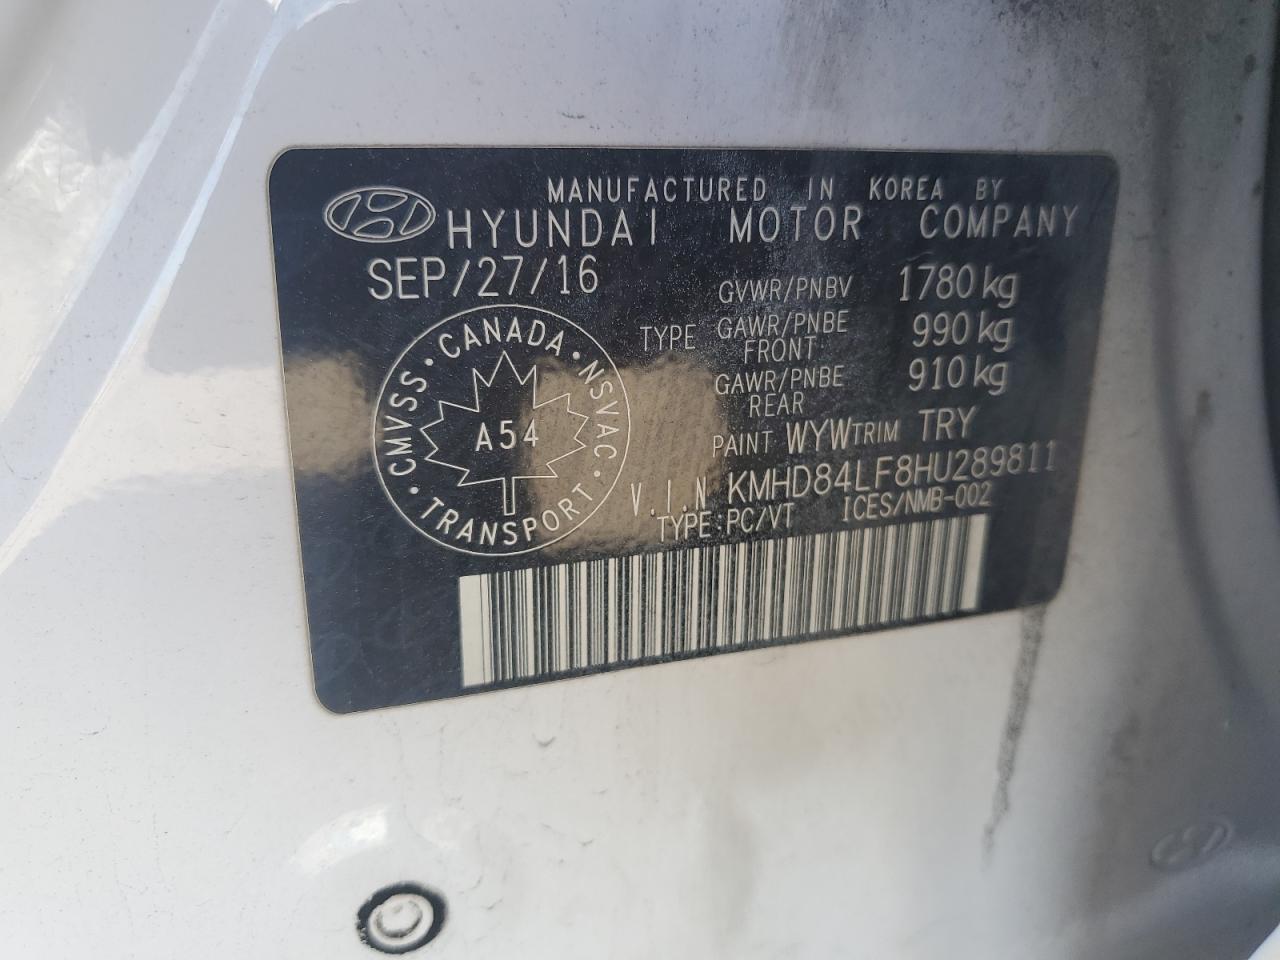 MANUFACTURED IN KOREA BY
HYUNDAI MOTOR COMPANY
SEP/27/16
GVWR/PNBV 1780 kg
TYPE GAWR/PNBE FRONT 990 kg
GAWR/PNBE REAR 910 kg
PAINT WYW TRIM TRY
V.I.N KMHD84LF8HU289811
TYPE:PC/VT ICES/NMB-002
CANADA · NSVAC · TRANSPORT · CMVSS ·
A54